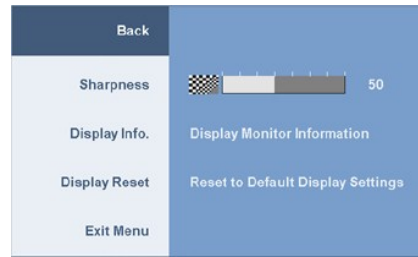 Back
Sharpness 50
Display Info. Display Monitor Information
Display Reset Reset to Default Display Settings
Exit Menu